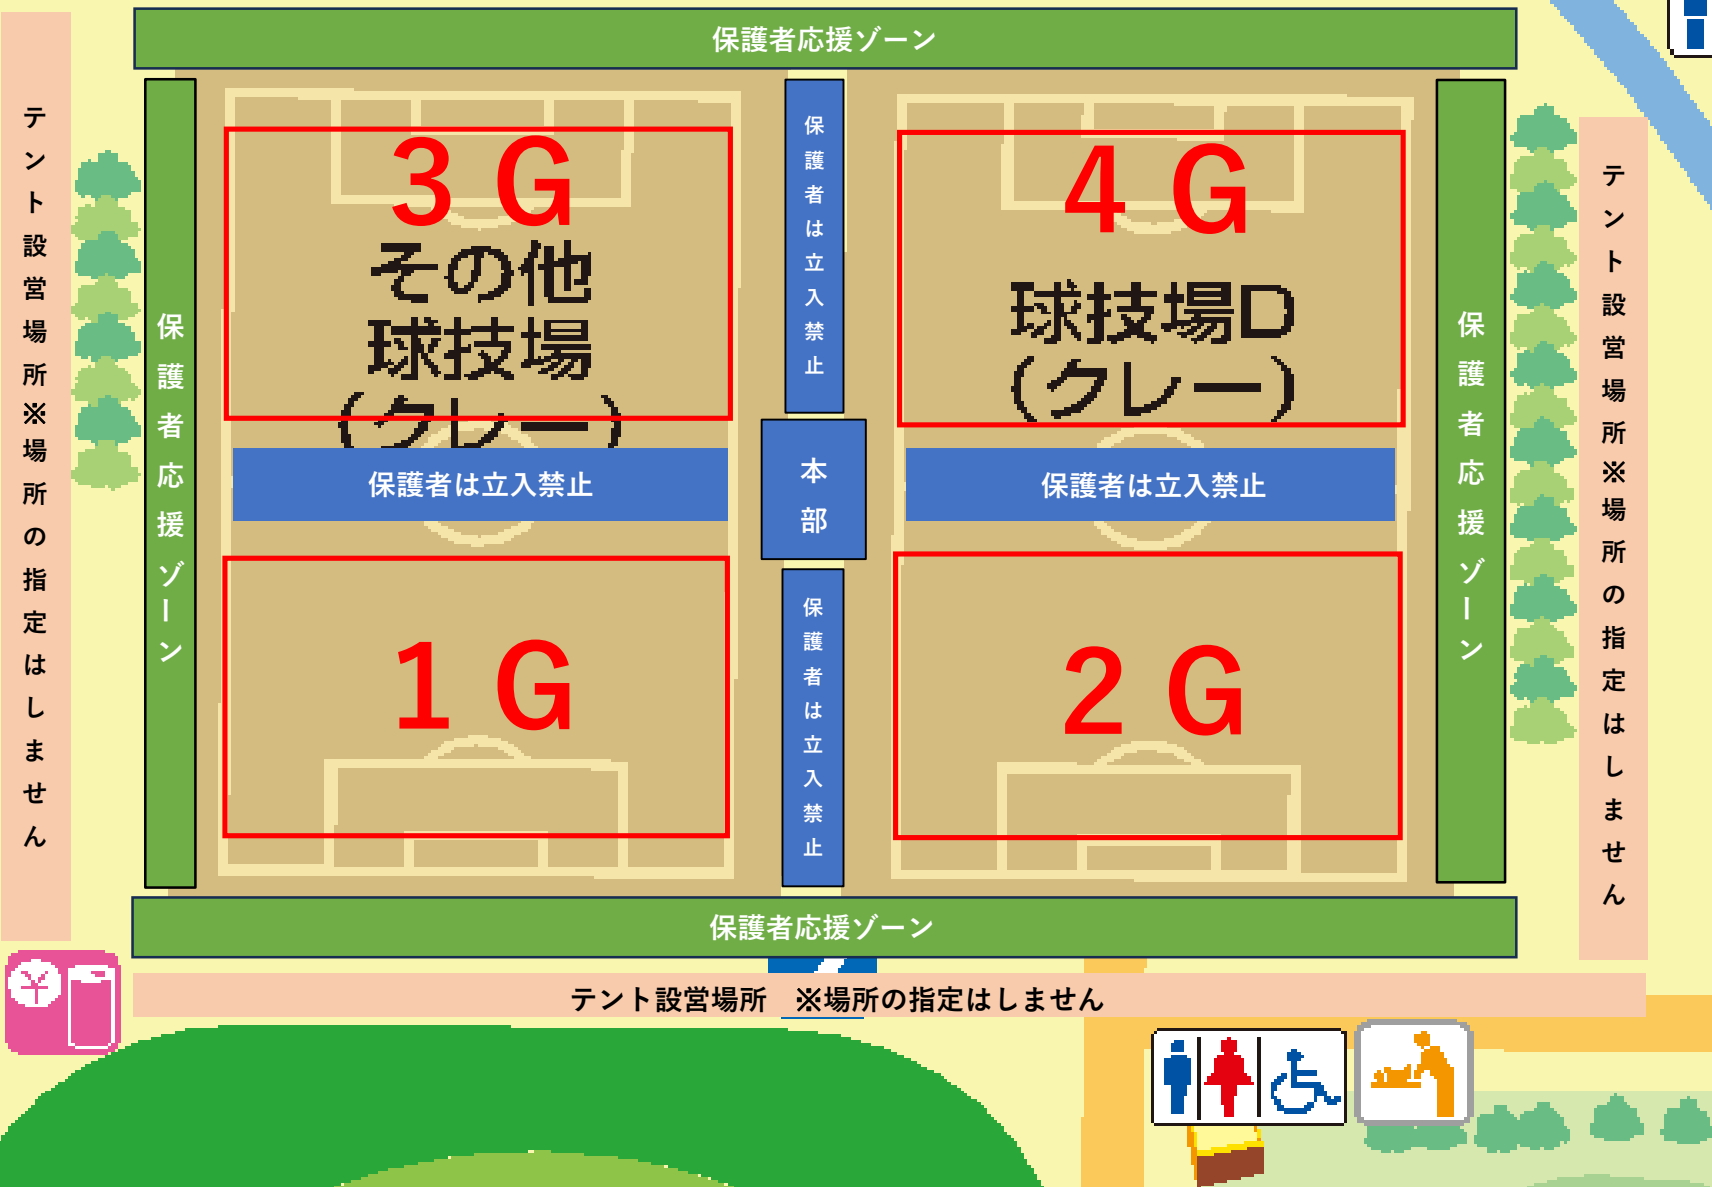 保護者応援ゾーン
テント設営場所※場所の指定はしません
保護者応援ゾーン
3G
その他
球技場
(クレー)
保護者は立入禁止
4G
球技場D
(クレー)
保護者応援ゾーン
テント設営場所※場所の指定はしません
保護者は立入禁止
本部
保護者は立入禁止
1G
保護者は立入禁止
2G
保護者応援ゾーン
テント設営場所　※場所の指定はしません